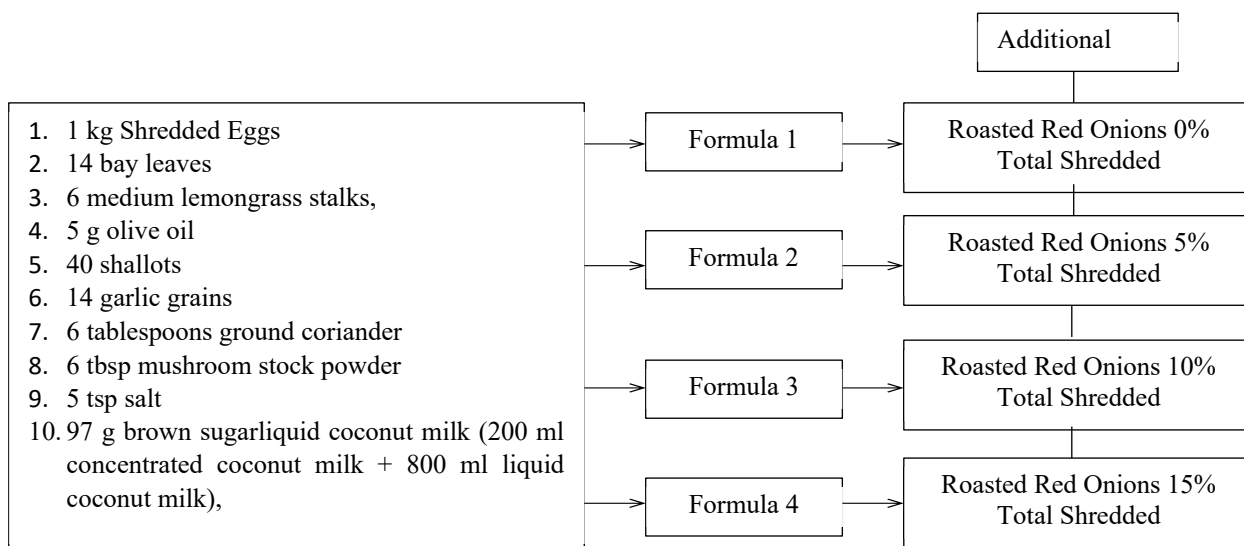 Additional
1. 1 kg Shredded Eggs
2. 14 bay leaves
3. 6 medium lemongrass stalks,
4. 5 g olive oil
5. 40 shallots
6. 14 garlic grains
7. 6 tablespoons ground coriander
8. 6 tbsp mushroom stock powder
9. 5 tsp salt
10. 97 g brown sugarliquid coconut milk (200 ml
concentrated coconut milk + 800 ml liquid
coconut milk),
Formula 1
Roasted Red Onions 0%
Total Shredded
Formula 2
Roasted Red Onions 5%
Total Shredded
Formula 3
Roasted Red Onions 10%
Total Shredded
Formula 4
Roasted Red Onions 15%
Total Shredded